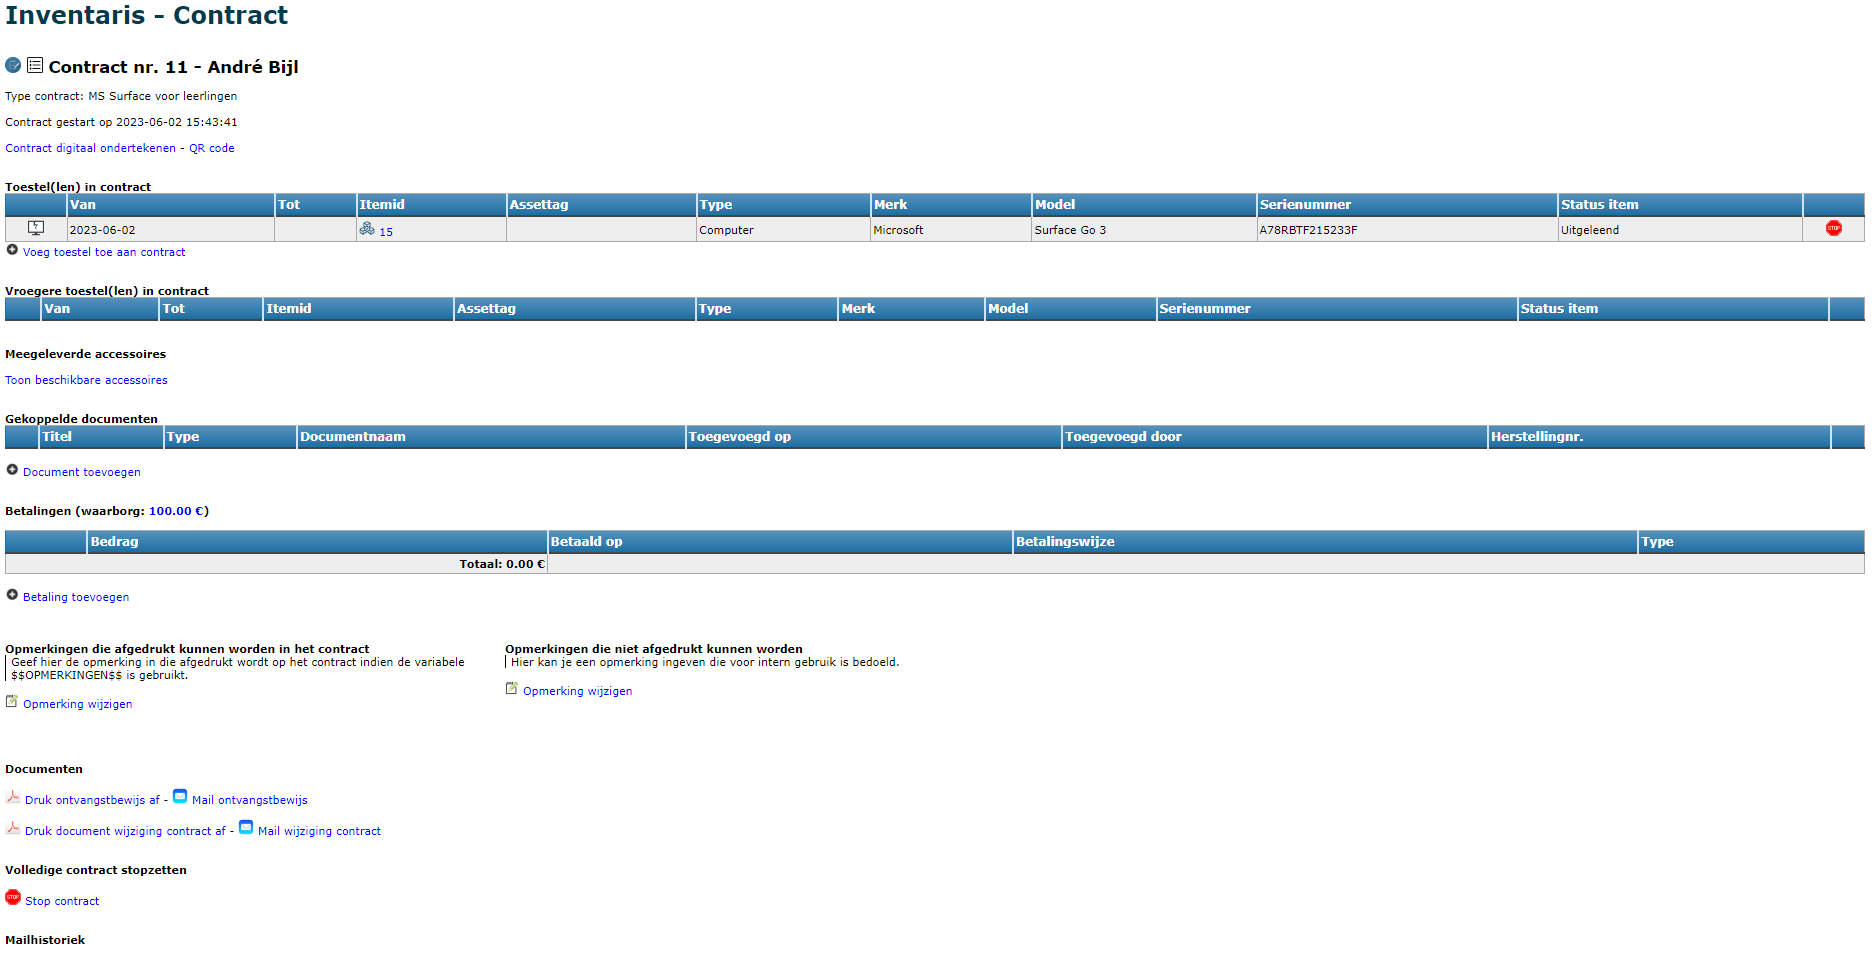 Inventaris - Contract
Contract nr. 11 - André Bijl
Type contract: MS Surface voor leerlingen
Contract gestart op 2023-06-02 15:43:41
Contract digitaal ondertekenen - QR code
Toestel(len) in contract
Van Tot Itemid Assettag Type Merk Model Serienummer Status item
2023-06-02 15 Computer Microsoft Surface Go 3 A78RBTF215233F Uitgeleend STOP
Voeg toestel toe aan contract
Vroegere toestel(len) in contract
Van Tot Itemid Assettag Type Merk Model Serienummer Status item
Meegeleverde accessoires
Toon beschikbare accessoires
Gekoppelde documenten
Titel Type Documentnaam Toegevoegd op Toegevoegd door Herstellingnr.
Document toevoegen
Betalingen (waarborg: 100.00 €)
Bedrag Betaald op Betalingswijze Type
Totaal: 0.00 €
Betaling toevoegen
Opmerkingen die afgedrukt kunnen worden in het contract
Geef hier de opmerking in die afgedrukt wordt op het contract indien de variabele
$$OPMERKINGEN$$ is gebruikt.
Opmerking wijzigen
Opmerkingen die niet afgedrukt kunnen worden
Hier kan je een opmerking ingeven die voor intern gebruik is bedoeld.
Opmerking wijzigen
Documenten
Druk ontvangstbewijs af - Mail ontvangstbewijs
Druk document wijziging contract af - Mail wijziging contract
Volledige contract stopzetten
STOP Stop contract
Mailhistoriek